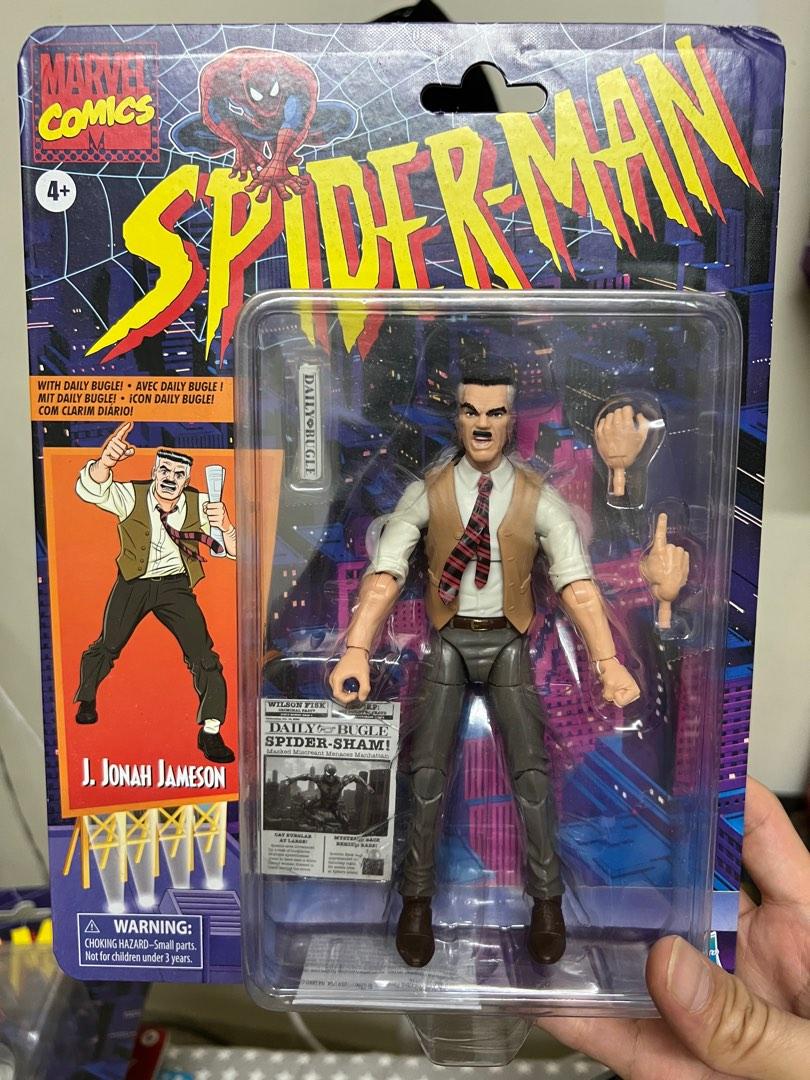 MARVEL
COMICS
M
4+
SPIDER-MAN
WITH DAILY BUGLE! • AVEC DAILY BUGLE !
MIT DAILY BUGLE! • ¡CON DAILY BUGLE!
COM CLARIM DIÁRIO!
DAILY BUGLE
J. JONAH JAMESON
WILSON FISK
DAILY BUGLE
SPIDER-SHAM!
Masked Miscreant Menaces Manhattan
CAT BURGLAR
AT LARGE!
WARNING:
CHOKING HAZARD–Small parts.
Not for children under 3 years.